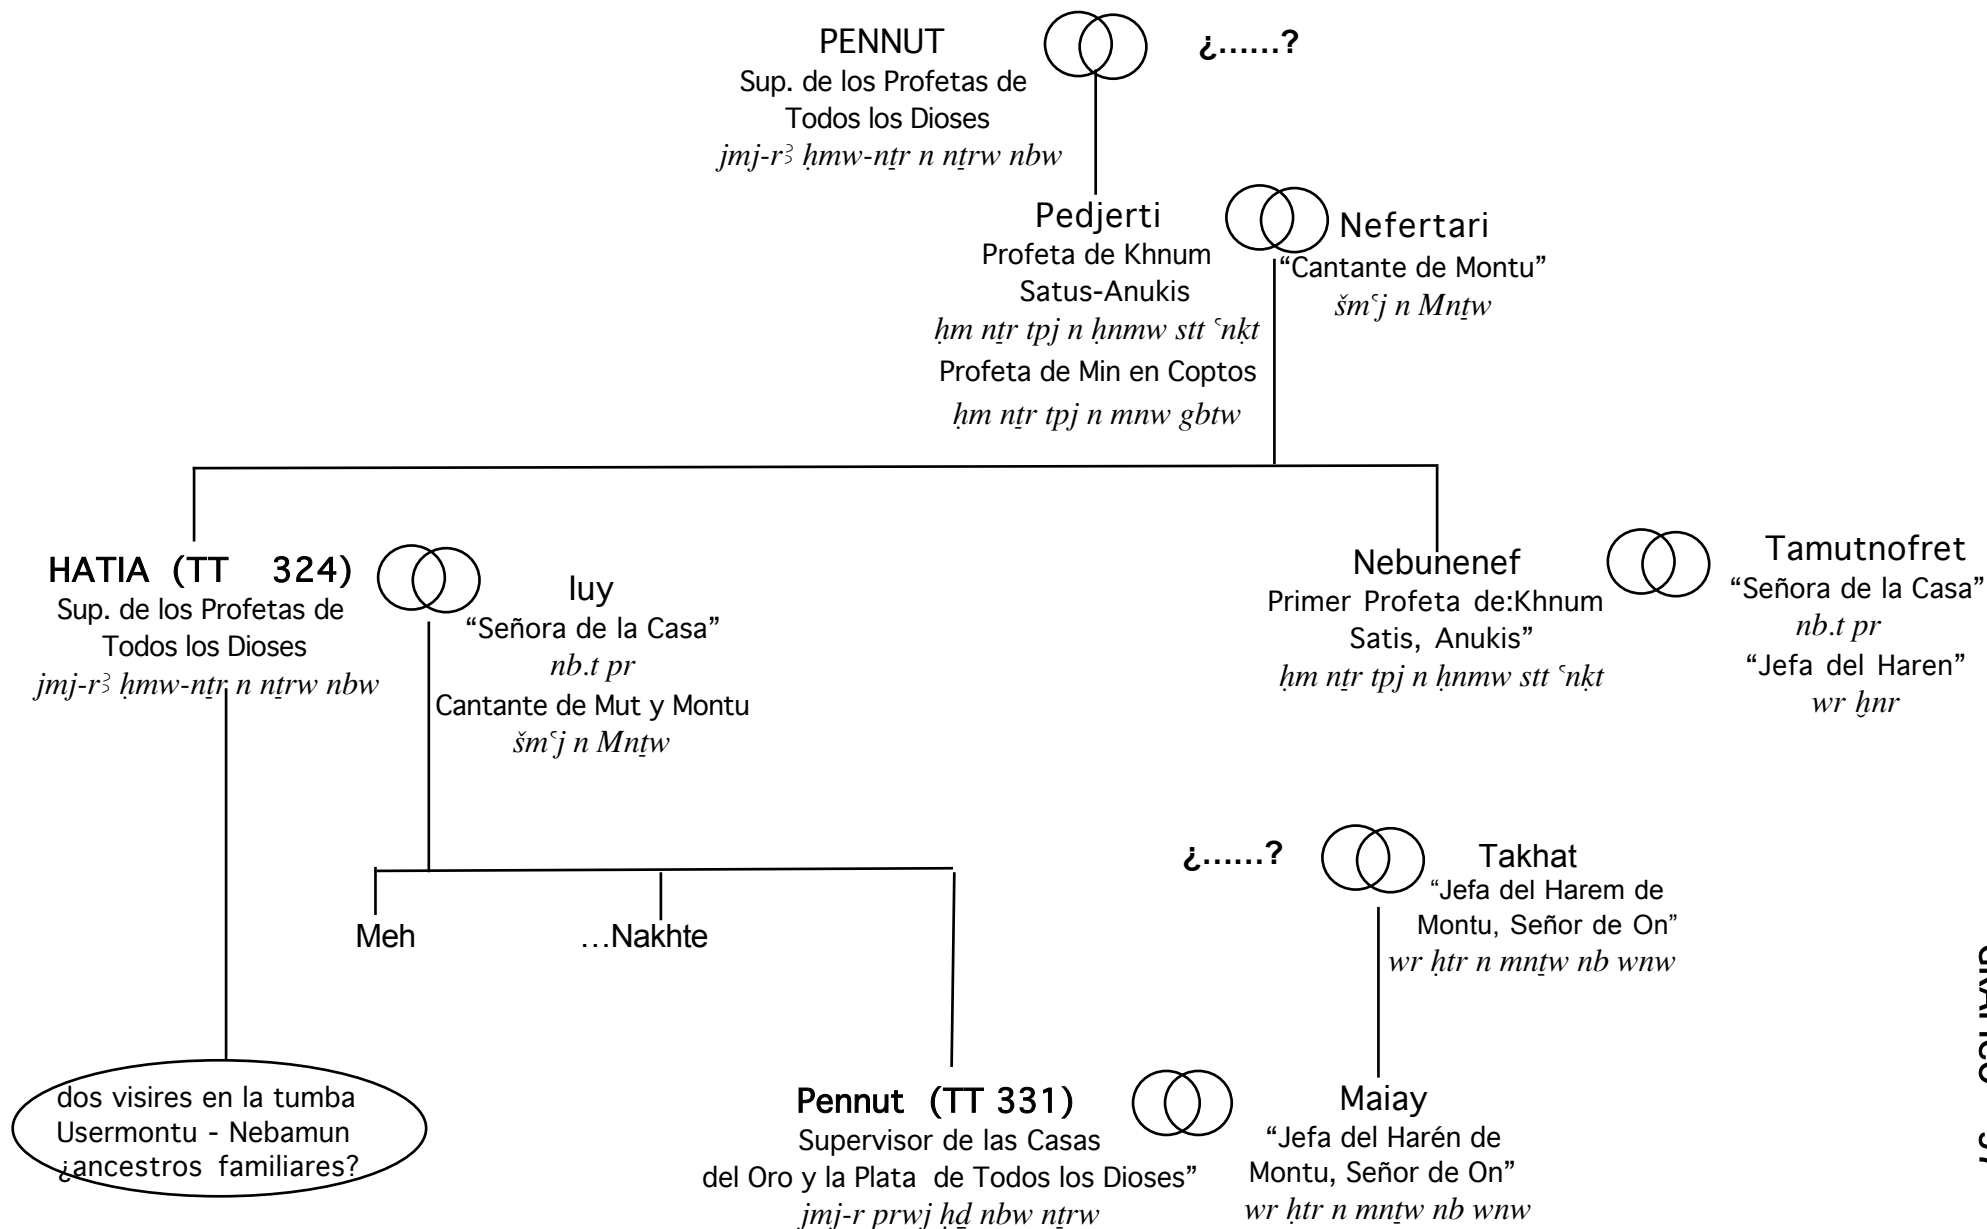 PENNUT
Sup. de los Profetas de
Todos los Dioses
jmj-rꜣ ḥmw-nṯr n nṯrw nbw
¿……?
Pedjerti
Profeta de Khnum
Satus-Anukis
ḥm nṯr tpj n ḥnmw stt ꜥnḳt
Profeta de Min en Coptos
ḥm nṯr tpj n mnw gbtw
Nefertari
“Cantante de Montu”
šmꜥj n Mnṯw
HATIA (TT 324)
Sup. de los Profetas de
Todos los Dioses
jmj-rꜣ ḥmw-nṯr n nṯrw nbw
Iuy
“Señora de la Casa”
nb.t pr
Cantante de Mut y Montu
šmꜥj n Mnṯw
Nebunenef
Primer Profeta de:Khnum
Satis, Anukis”
ḥm nṯr tpj n ḥnmw stt ꜥnḳt
Tamutnofret
“Señora de la Casa”
nb.t pr
“Jefa del Haren”
wr ḫnr
Meh
…Nakhte
¿……?
Takhat
“Jefa del Harem de
Montu, Señor de On”
wr ḥtr n mnṯw nb wnw
dos visires en la tumba
Usermontu - Nebamun
¿ancestros familiares?
Pennut (TT 331)
Supervisor de las Casas
del Oro y la Plata de Todos los Dioses”
jmj-r prwj ḥḏ nbw nṯrw
Maiay
“Jefa del Harén de
Montu, Señor de On”
wr ḥtr n mnṯw nb wnw